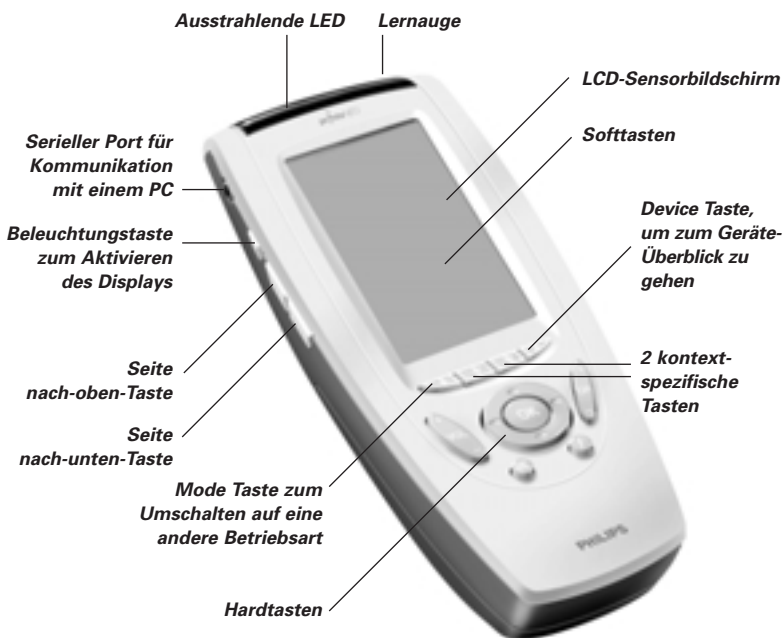 Ausstrahlende LED
Lernauge
LCD-Sensorbildschirm
Softtasten
Serieller Port für
Kommunikation
mit einem PC
Device Taste,
um zum Geräte-
Überblick zu
gehen
Beleuchtungstaste
zum Aktivieren
des Displays
2 kontext-
spezifische
Tasten
Seite
nach-oben-Taste
Seite
nach-unten-Taste
Mode Taste zum
Umschalten auf eine
andere Betriebsart
PHILIPS
Hardtasten